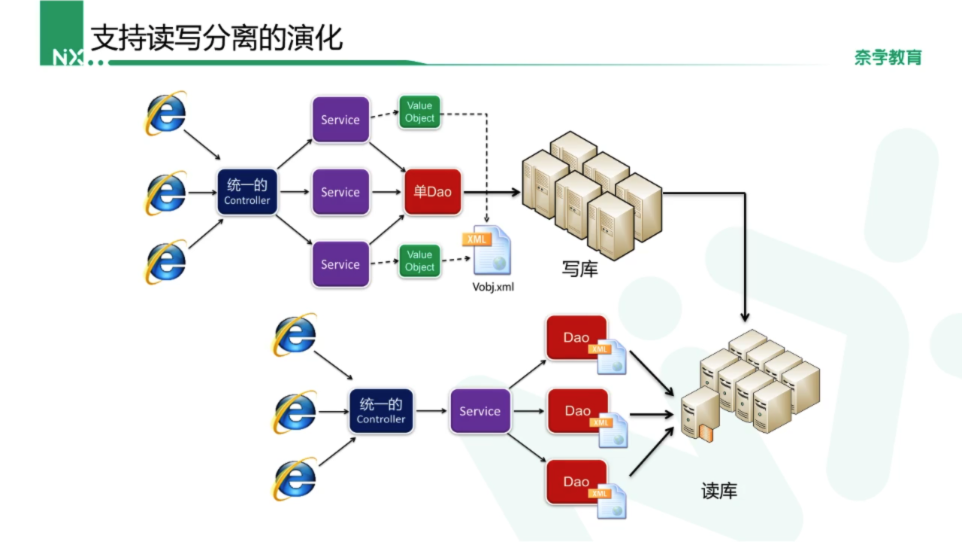 支持读写分离的演化
NX
奈学教育
Service
Value
Object
统一的
Controller
Service
单Dao
Service
Value
Object
XML
Vobj.xml
写库
统一的
Controller
Service
Dao
XML
Dao
XML
Dao
XML
读库